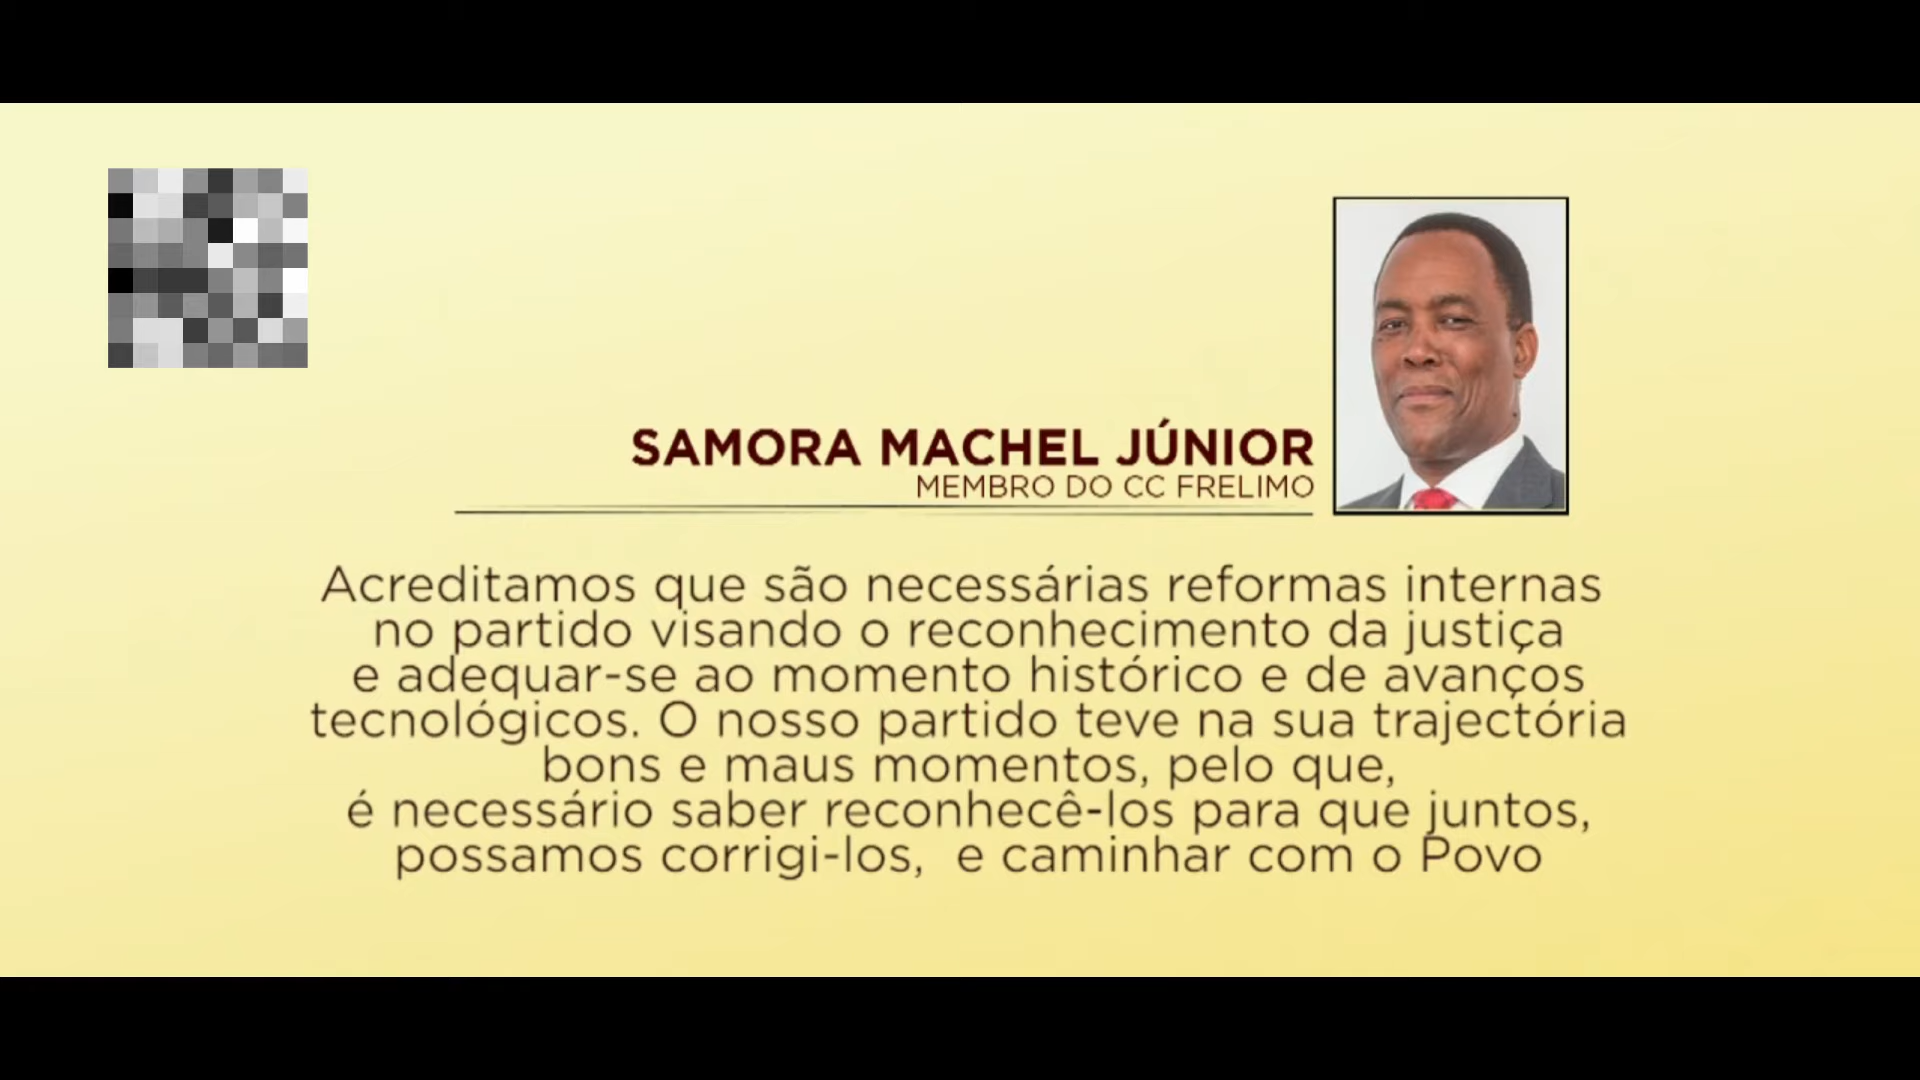 SAMORA MACHEL JÚNIOR
MEMBRO DO CC FRELIMO
Acreditamos que são necessárias reformas internas
no partido visando o reconhecimento da justiça
e adequar-se ao momento histórico e de avanços
tecnológicos. O nosso partido teve na sua trajectória
bons e maus momentos, pelo que,
é necessário saber reconhecê-los para que juntos,
possamos corrigi-los, e caminhar com o Povo